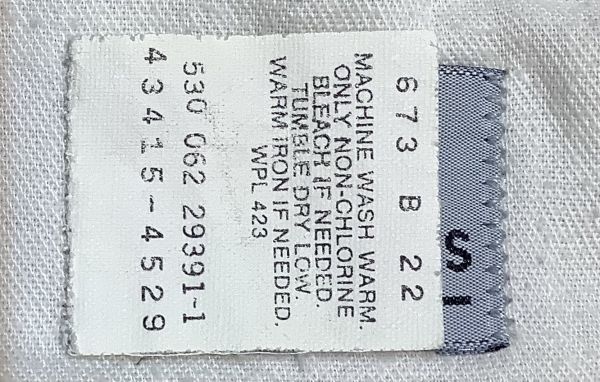 673 B 22
MACHINE WASH WARM.
ONLY NON-CHLORINE
BLEACH IF NEEDED.
TUMBLE DRY LOW.
WARM IRON IF NEEDED.
WPL 423
530 062 29391-1
43415-4529
S